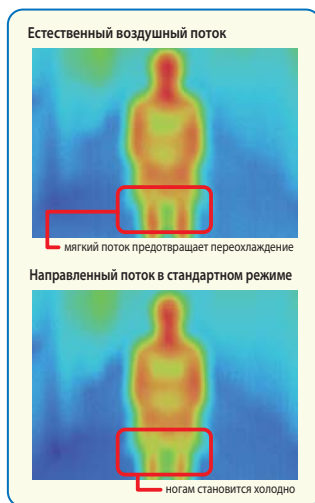 Естественный воздушный поток
мягкий поток предотвращает переохлаждение
Направленный поток в стандартном режиме
ногам становится холодно